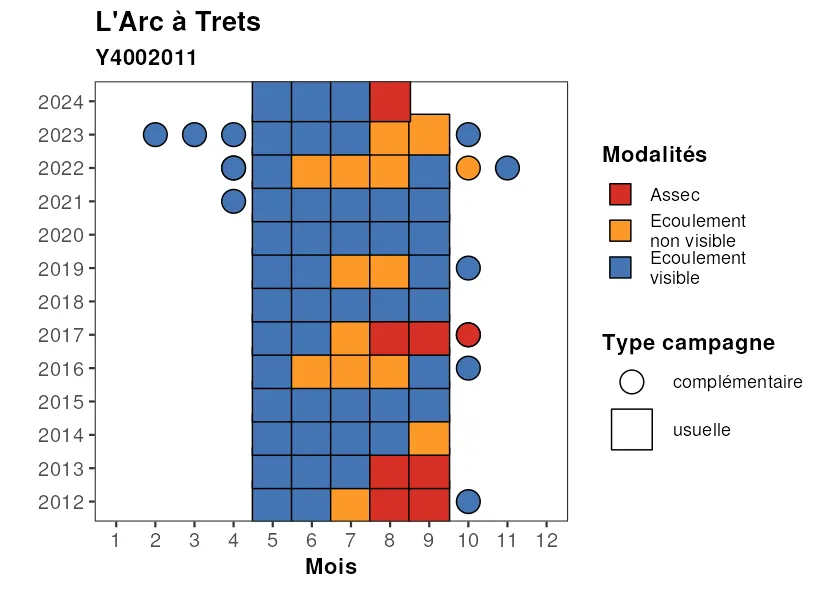 L'Arc à Trets
Y4002011
2024
2023
2022
2021
2020
2019
2018
2017
2016
2015
2014
2013
2012
1 2 3 4 5 6 7 8 9 10 11 12
Mois
Modalités
Assec
Ecoulement
non visible
Ecoulement
visible
Type campagne
complémentaire
usuelle